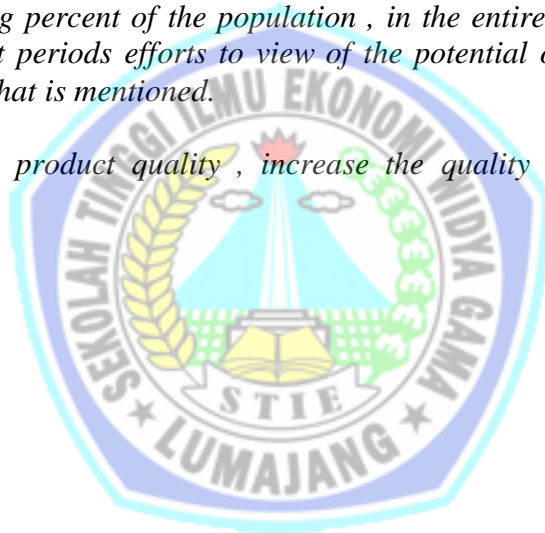 g percent of the population , in the entire
t periods efforts to view of the potential o
hat is mentioned.
product quality , increase the quality
SEKOLAH TINGGI ILMU EKONOMI WIDYA GAMA
STIE
LUMAJANG